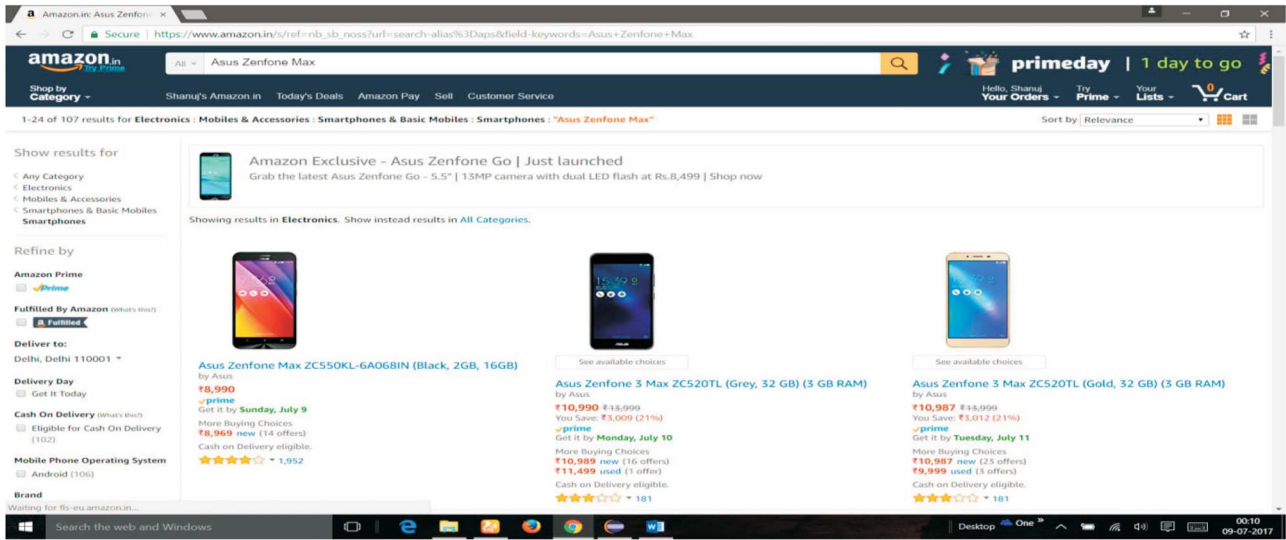 Amazon.in: Asus Zenfon
Secure https://www.amazon.in/s/ref=nb_sb_noss?url=search-alias%3Daps&field-keywords=Asus+Zenfone+Max
amazon.in
Try Prime
All Asus Zenfone Max
primeday | 1 day to go
Shop by
Category
Shanuj's Amazon.in Today's Deals Amazon Pay Sell Customer Service
Hello, Shanuj
Your Orders
Try
Prime
Your
Lists
0
Cart
1-24 of 107 results for Electronics : Mobiles & Accessories : Smartphones & Basic Mobiles : Smartphones : "Asus Zenfone Max"
Sort by Relevance
Show results for
Any Category
Electronics
Mobiles & Accessories
Smartphones & Basic Mobiles
Smartphones
Refine by
Amazon Prime
Prime
Fulfilled By Amazon (What's this?)
Fulfilled
Deliver to:
Delhi, Delhi 110001
Delivery Day
Get It Today
Cash On Delivery (What's this?)
Eligible for Cash On Delivery
(102)
Mobile Phone Operating System
Android (106)
Brand
Waiting for fls-eu.amazon.in...
Amazon Exclusive - Asus Zenfone Go | Just launched
Grab the latest Asus Zenfone Go - 5.5" | 13MP camera with dual LED flash at Rs.8,499 | Shop now
Showing results in Electronics. Show instead results in All Categories.
Asus Zenfone Max ZC550KL-6A068IN (Black, 2GB, 16GB)
by Asus
₹8,990
prime
Get it by Sunday, July 9
More Buying Choices
₹8,969 new (14 offers)
Cash on Delivery eligible.
1,952
15:39
See available choices
Asus Zenfone 3 Max ZC520TL (Grey, 32 GB) (3 GB RAM)
by Asus
₹10,990 ₹13,999
You Save: ₹3,009 (21%)
prime
Get it by Monday, July 10
More Buying Choices
₹10,989 new (16 offers)
₹11,499 used (1 offer)
Cash on Delivery eligible.
181
15:39
See available choices
Asus Zenfone 3 Max ZC520TL (Gold, 32 GB) (3 GB RAM)
by Asus
₹10,987 ₹13,999
You Save: ₹3,012 (21%)
prime
Get it by Tuesday, July 11
More Buying Choices
₹10,987 new (25 offers)
₹9,999 used (3 offers)
Cash on Delivery eligible.
181
Search the web and Windows
Desktop
One
00:10
09-07-2017